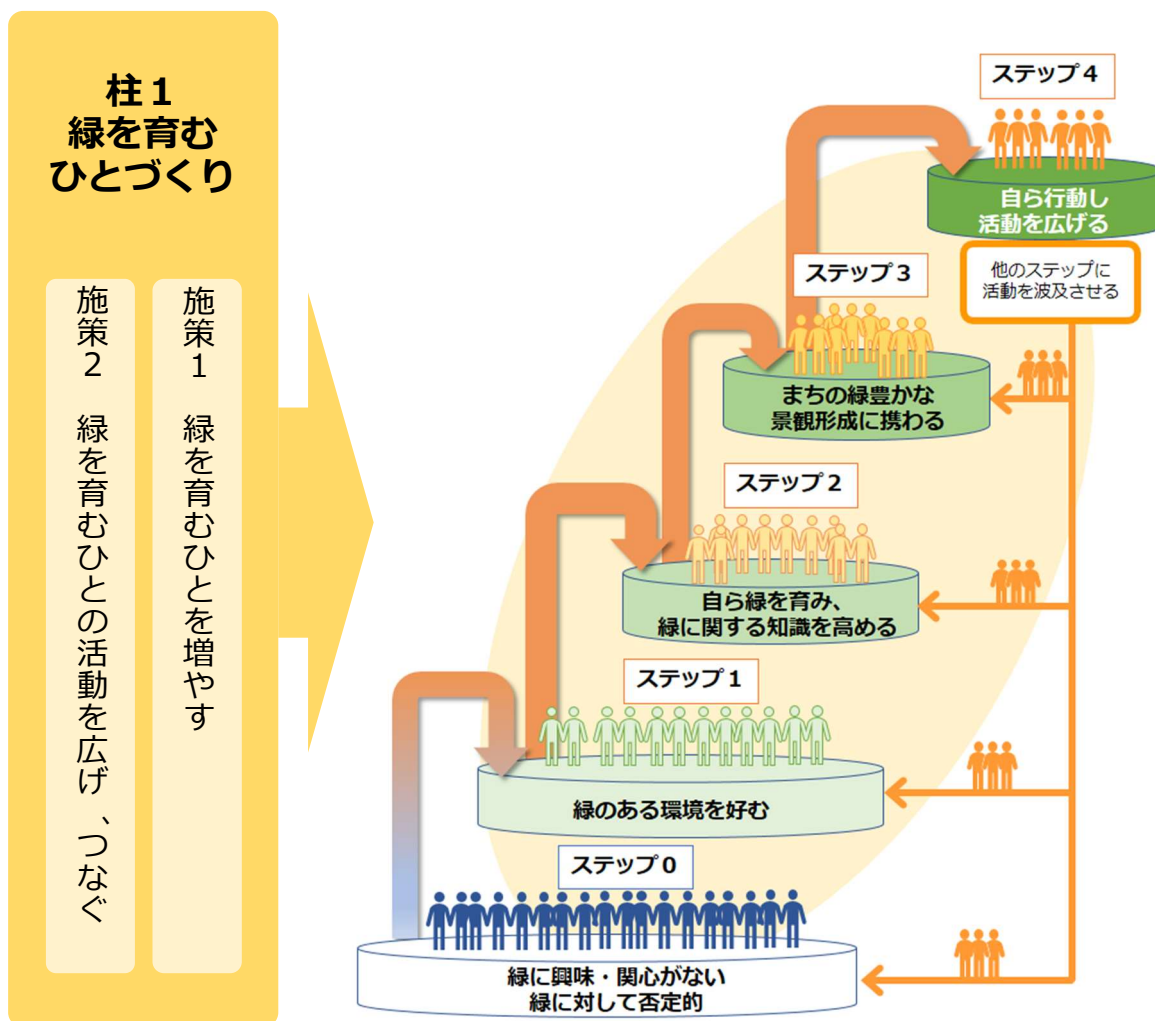 柱１
緑を育む
ひとづくり
施策１　緑を育むひとを増やす
施策２　緑を育むひとの活動を広げ、つなぐ
ステップ４
自ら行動し
活動を広げる
他のステップに
活動を波及させる
ステップ３
まちの緑豊かな
景観形成に携わる
ステップ２
自ら緑を育み、
緑に関する知識を高める
ステップ１
緑のある環境を好む
ステップ０
緑に興味・関心がない
緑に対して否定的